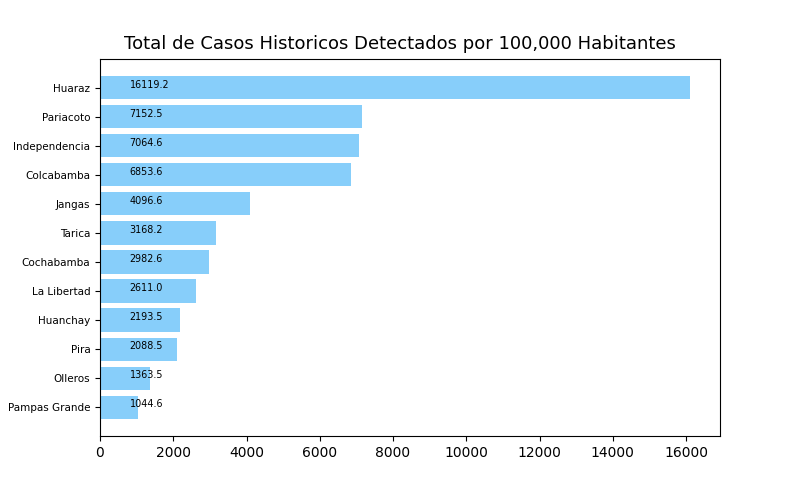 Total de Casos Historicos Detectados por 100,000 Habitantes
Huaraz 16119.2
Pariacoto 7152.5
Independencia 7064.6
Colcabamba 6853.6
Jangas 4096.6
Tarica 3168.2
Cochabamba 2982.6
La Libertad 2611.0
Huanchay 2193.5
Pira 2088.5
Olleros 1363.5
Pampas Grande 1044.6
0 2000 4000 6000 8000 10000 12000 14000 16000